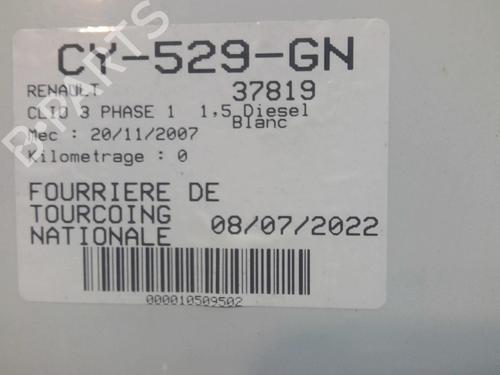 CY-529-GN
RENAULT 37819
CLIO 3 PHASE 1 1,5 Diesel
Blanc
Mec : 20/11/2007
Kilometrage : 0
FOURRIERE DE
TOURCOING
NATIONALE 08/07/2022
000010509502
B-PARTS